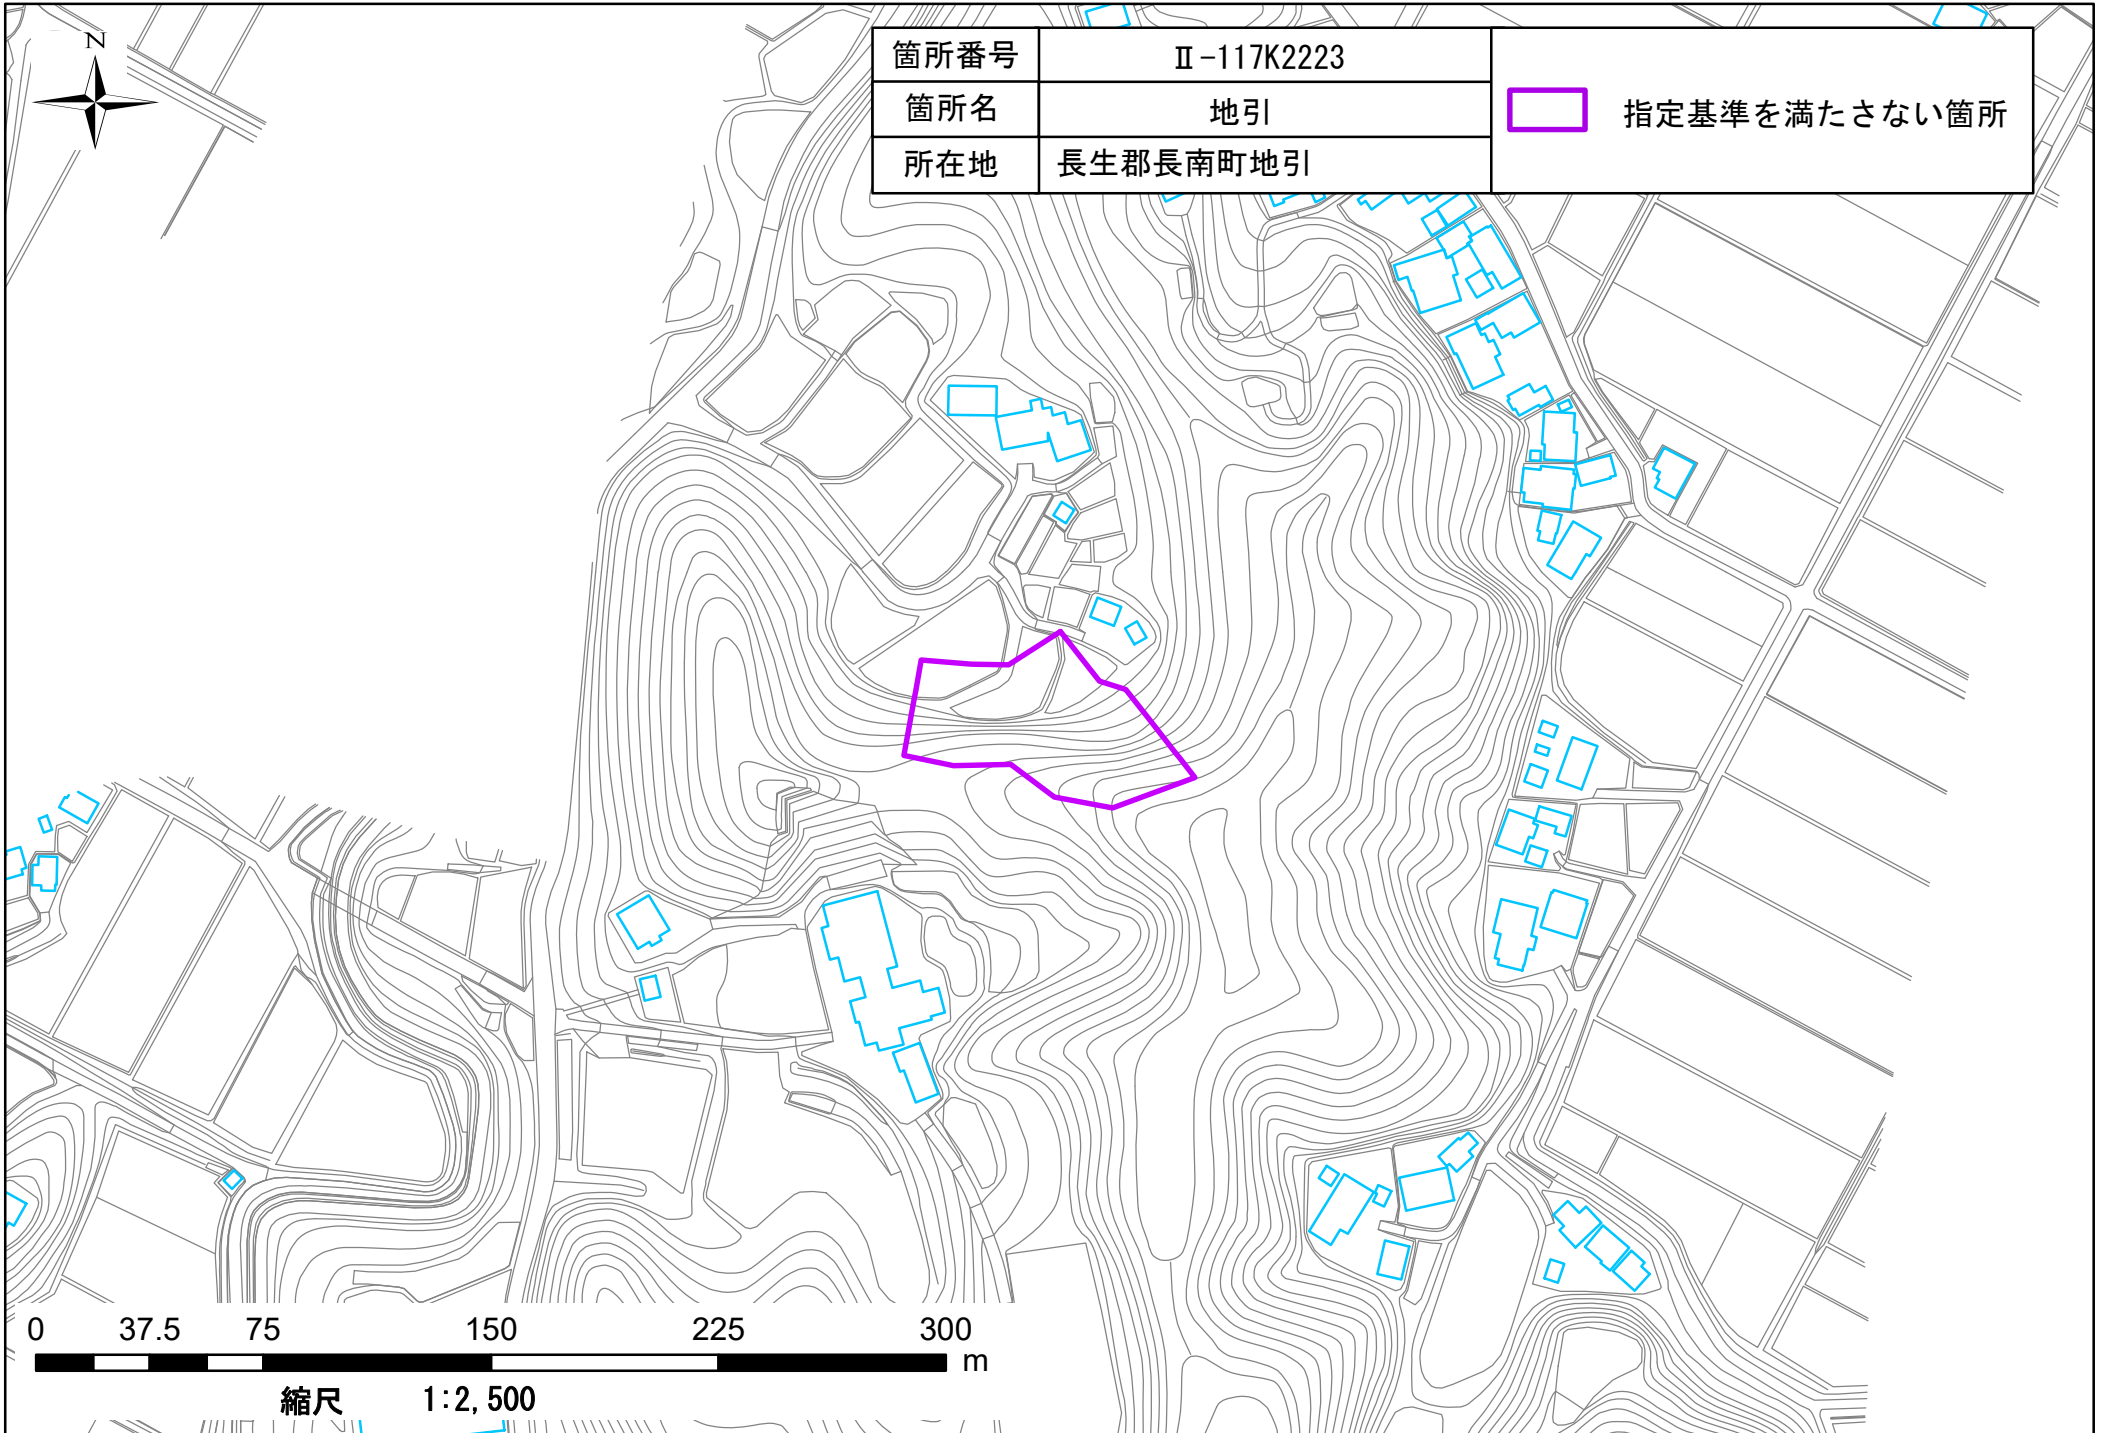 N
箇所番号 Ⅱ-117K2223
箇所名 地引
所在地 長生郡長南町地引
指定基準を満たさない箇所
0 37.5 75 150 225 300
m
縮尺 1:2,500